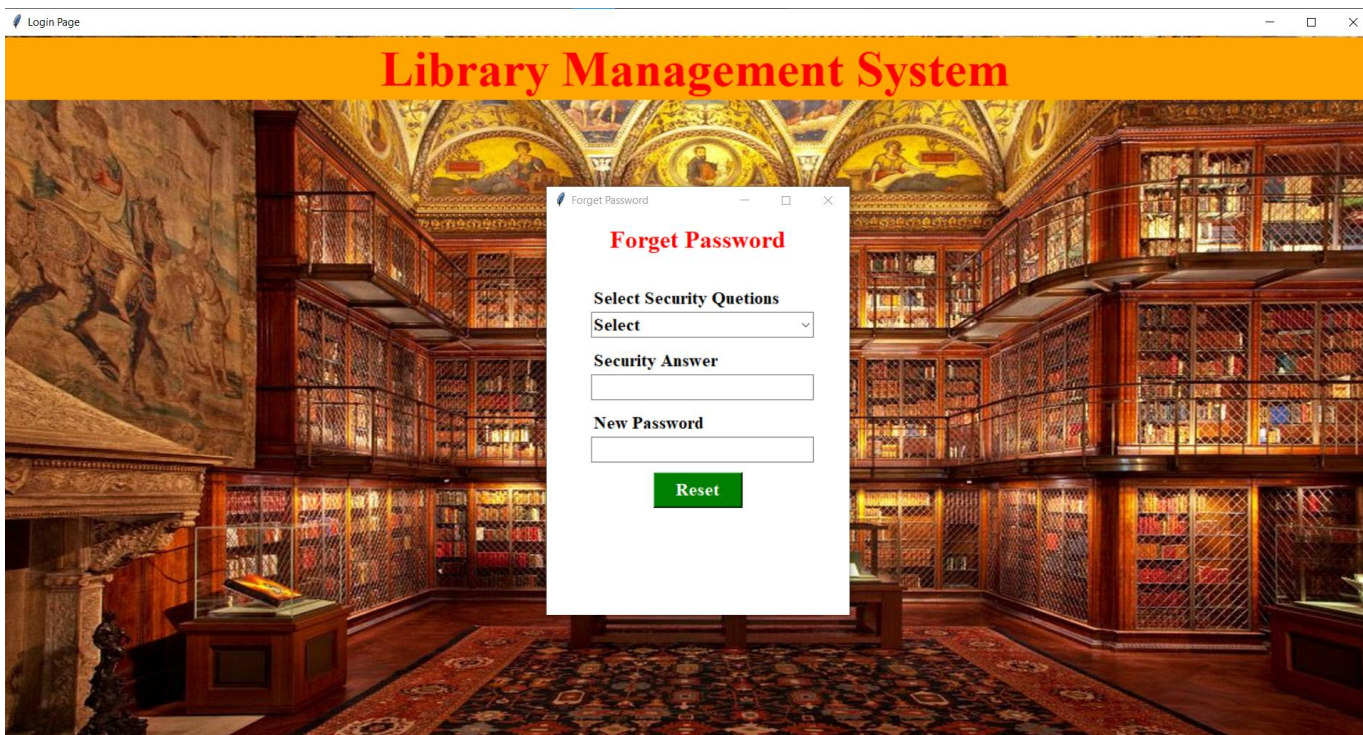 Login Page
Library Management System
Forget Password
Forget Password
Select Security Quetions
Select
Security Answer
New Password
Reset